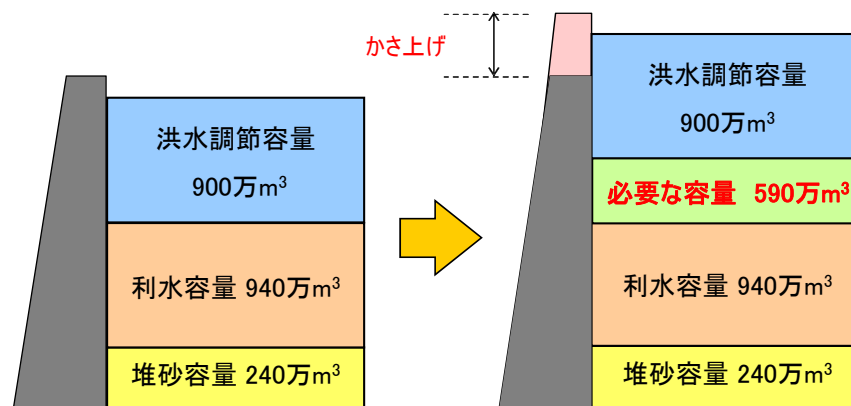 かさ上げ
洪水調節容量
900万m³
利水容量 940万m³
堆砂容量 240万m³
洪水調節容量
900万m³
必要な容量 590万m³
利水容量 940万m³
堆砂容量 240万m³